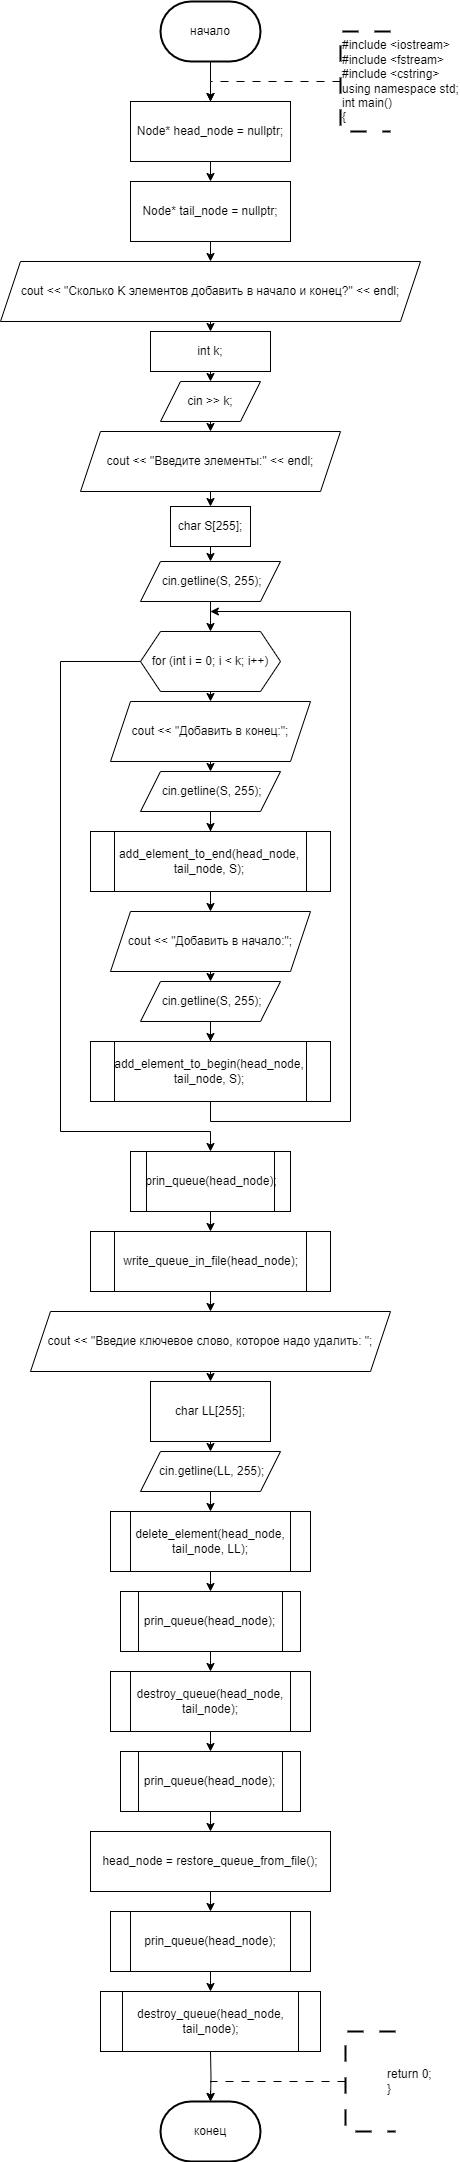 начало
#include <iostream>
#include <fstream>
#include <cstring>
using namespace std;
int main()
{
Node* head_node = nullptr;
Node* tail_node = nullptr;
cout << "Сколько K элементов добавить в начало и конец?" << endl;
int k;
cin >> k;
cout << "Введите элементы:" << endl;
char S[255];
cin.getline(S, 255);
for (int i = 0; i < k; i++)
cout << "Добавить в конец:";
cin.getline(S, 255);
add_element_to_end(head_node,
tail_node, S);
cout << "Добавить в начало:";
cin.getline(S, 255);
add_element_to_begin(head_node,
tail_node, S);
prin_queue(head_node);
write_queue_in_file(head_node);
cout << "Введие ключевое слово, которое надо удалить: ";
char LL[255];
cin.getline(LL, 255);
delete_element(head_node,
tail_node, LL);
prin_queue(head_node);
destroy_queue(head_node,
tail_node);
prin_queue(head_node);
head_node = restore_queue_from_file();
prin_queue(head_node);
destroy_queue(head_node,
tail_node);
return 0;
}
конец